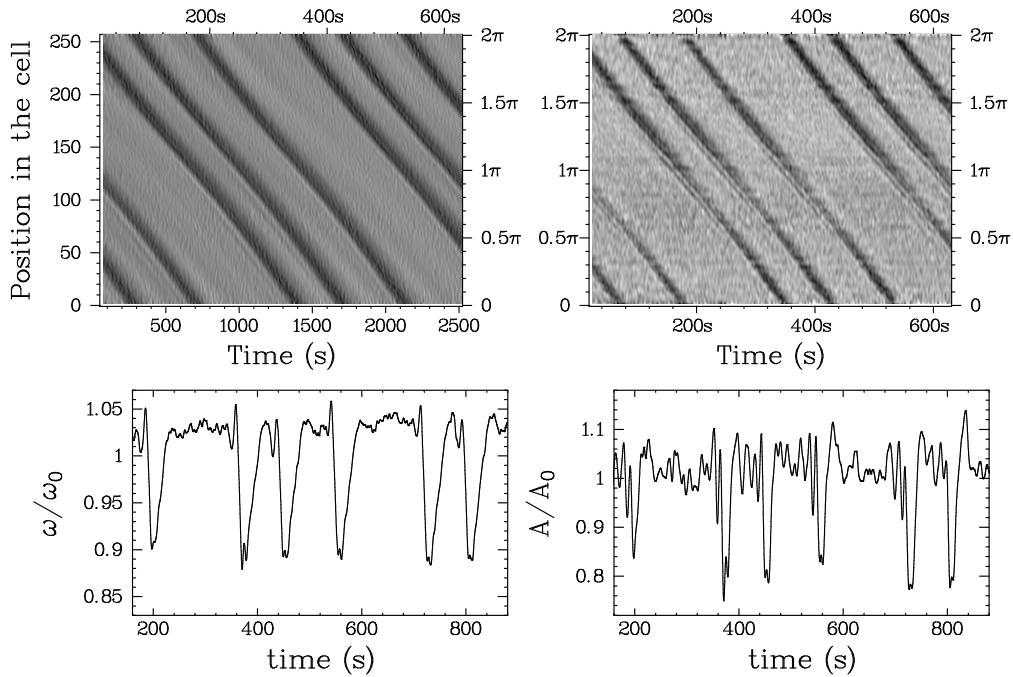 200s 400s 600s 200s 400s 600s
250 2π 2π 2π
200 1.5π 1.5π 1.5π
150 1π 1π 1π
100 0.5π 0.5π 0.5π
50
0 0 0 0
Position in the cell
500 1000 1500 2000 2500 200s 400s 600s
Time (s) Time (s)
1.05 1.1
1 1
0.95 0.9
0.9 0.8
0.85
ω/ω0 A/A0
200 400 600 800 200 400 600 800
time (s) time (s)